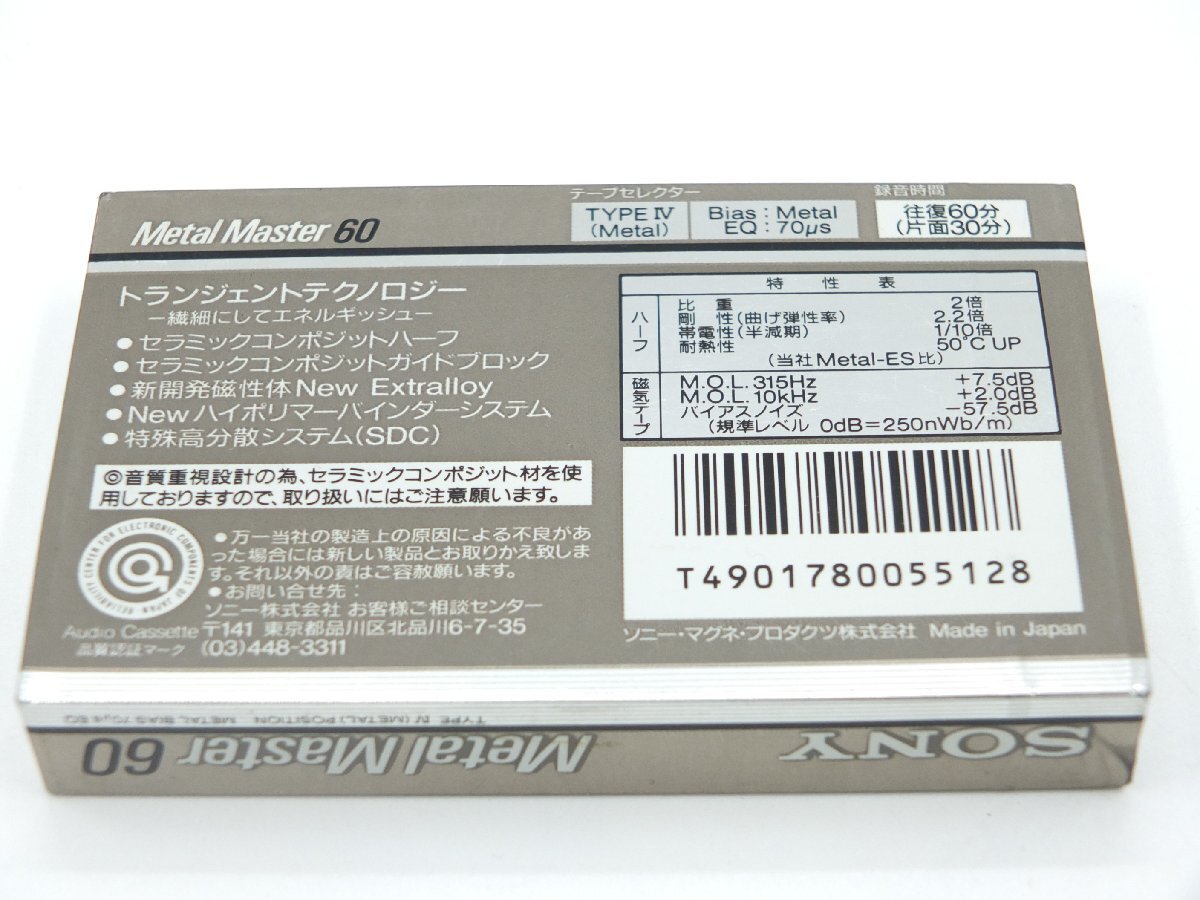 Metal Master 60
テープセレクター
TYPE IV
(Metal)
Bias : Metal
EQ : 70μs
録音時間
往復60分
(片面30分)
トランジェントテクノロジー
−繊細にしてエネルギッシュ−
●セラミックコンポジットハーフ
●セラミックコンポジットガイドブロック
●新開発磁性体New Extralloy
●Newハイポリマーバインダーシステム
●特殊高分散システム(SDC)
◎音質重視設計の為、セラミックコンポジット材を使
用しておりますので、取り扱いにはご注意願います。
特性表
ハーフ
比重 2倍
剛性(曲げ弾性率) 2.2倍
帯電性(半減期) 1/10倍
耐熱性 50°C UP
(当社Metal-ES比)
磁気テープ
M.O.L. 315Hz +7.5dB
M.O.L. 10kHz +2.0dB
バイアスノイズ −57.5dB
(規準レベル 0dB=250nWb/m)
RELIABILITY CENTER FOR ELECTRONIC COMPONENTS OF JAPAN
Audio Cassette
品質認証マーク
●万一当社の製造上の原因による不良があ
った場合には新しい製品とお取りかえ致しま
す。それ以外の責はご容赦願います。
●お問い合せ先:
ソニー株式会社 お客様ご相談センター
〒141 東京都品川区北品川6-7-35
(03)448-3311
T4901780055128
ソニー・マグネ・プロダクツ株式会社 Made in Japan
TYPE IV (METAL) POSITION METAL BIAS 70μs EQ
SONY
Metal Master 60